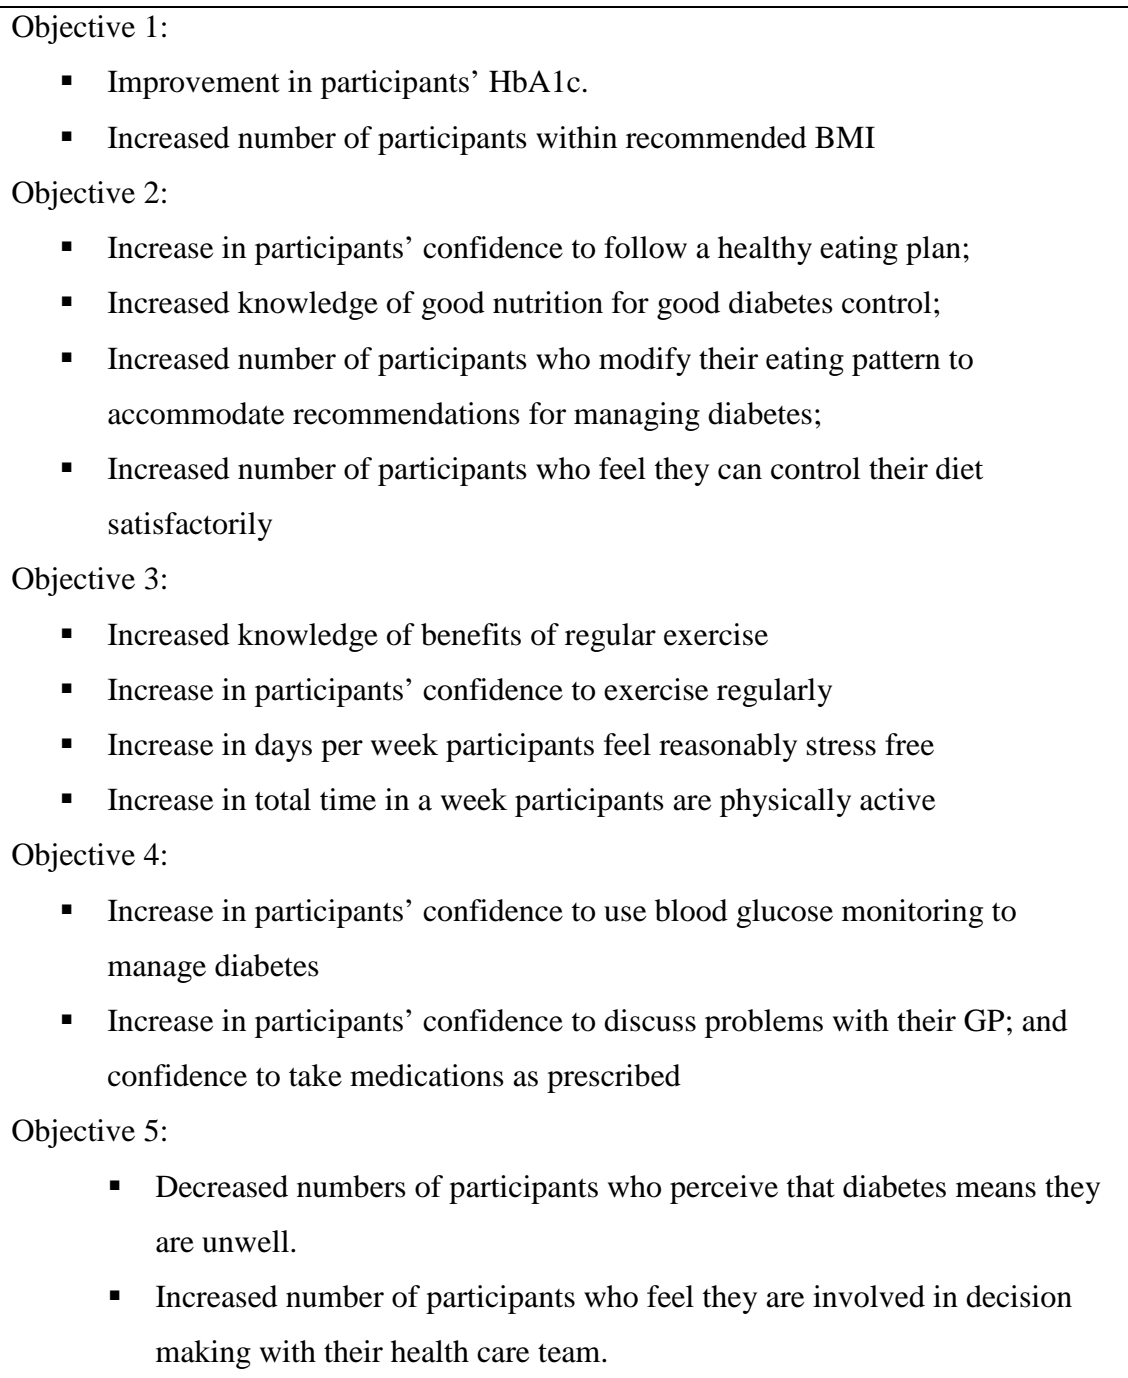 Objective 1:
▪ Improvement in participants’ HbA1c.
▪ Increased number of participants within recommended BMI
Objective 2:
▪ Increase in participants’ confidence to follow a healthy eating plan;
▪ Increased knowledge of good nutrition for good diabetes control;
▪ Increased number of participants who modify their eating pattern to
accommodate recommendations for managing diabetes;
▪ Increased number of participants who feel they can control their diet
satisfactorily
Objective 3:
▪ Increased knowledge of benefits of regular exercise
▪ Increase in participants’ confidence to exercise regularly
▪ Increase in days per week participants feel reasonably stress free
▪ Increase in total time in a week participants are physically active
Objective 4:
▪ Increase in participants’ confidence to use blood glucose monitoring to
manage diabetes
▪ Increase in participants’ confidence to discuss problems with their GP; and
confidence to take medications as prescribed
Objective 5:
▪ Decreased numbers of participants who perceive that diabetes means they
are unwell.
▪ Increased number of participants who feel they are involved in decision
making with their health care team.